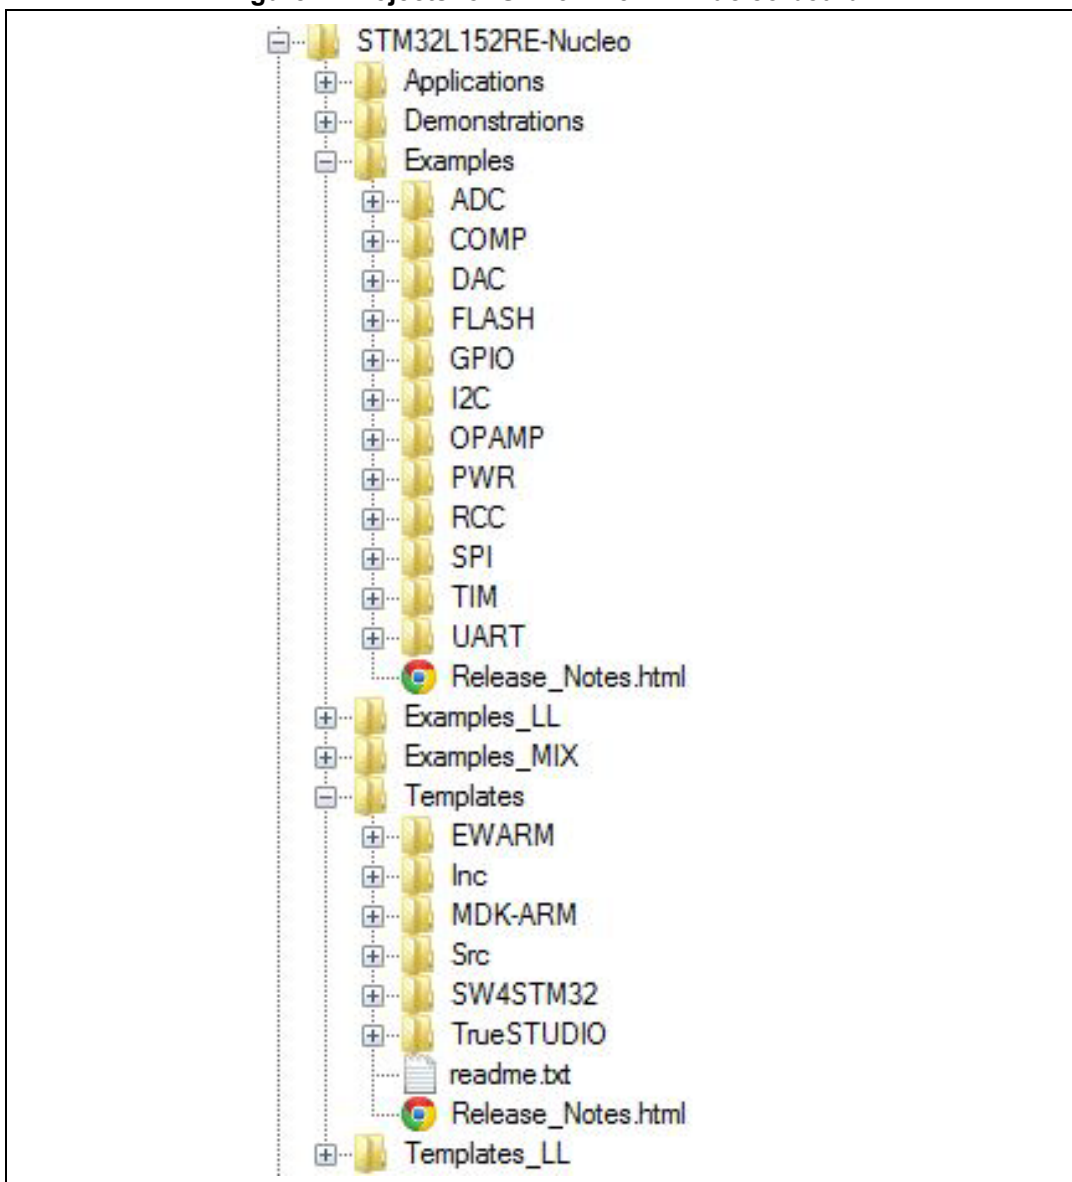 STM32L152RE-Nucleo
Applications
Demonstrations
Examples
ADC
COMP
DAC
FLASH
GPIO
I2C
OPAMP
PWR
RCC
SPI
TIM
UART
Release_Notes.html
Examples_LL
Examples_MIX
Templates
EWARM
Inc
MDK-ARM
Src
SW4STM32
TrueSTUDIO
readme.txt
Release_Notes.html
Templates_LL